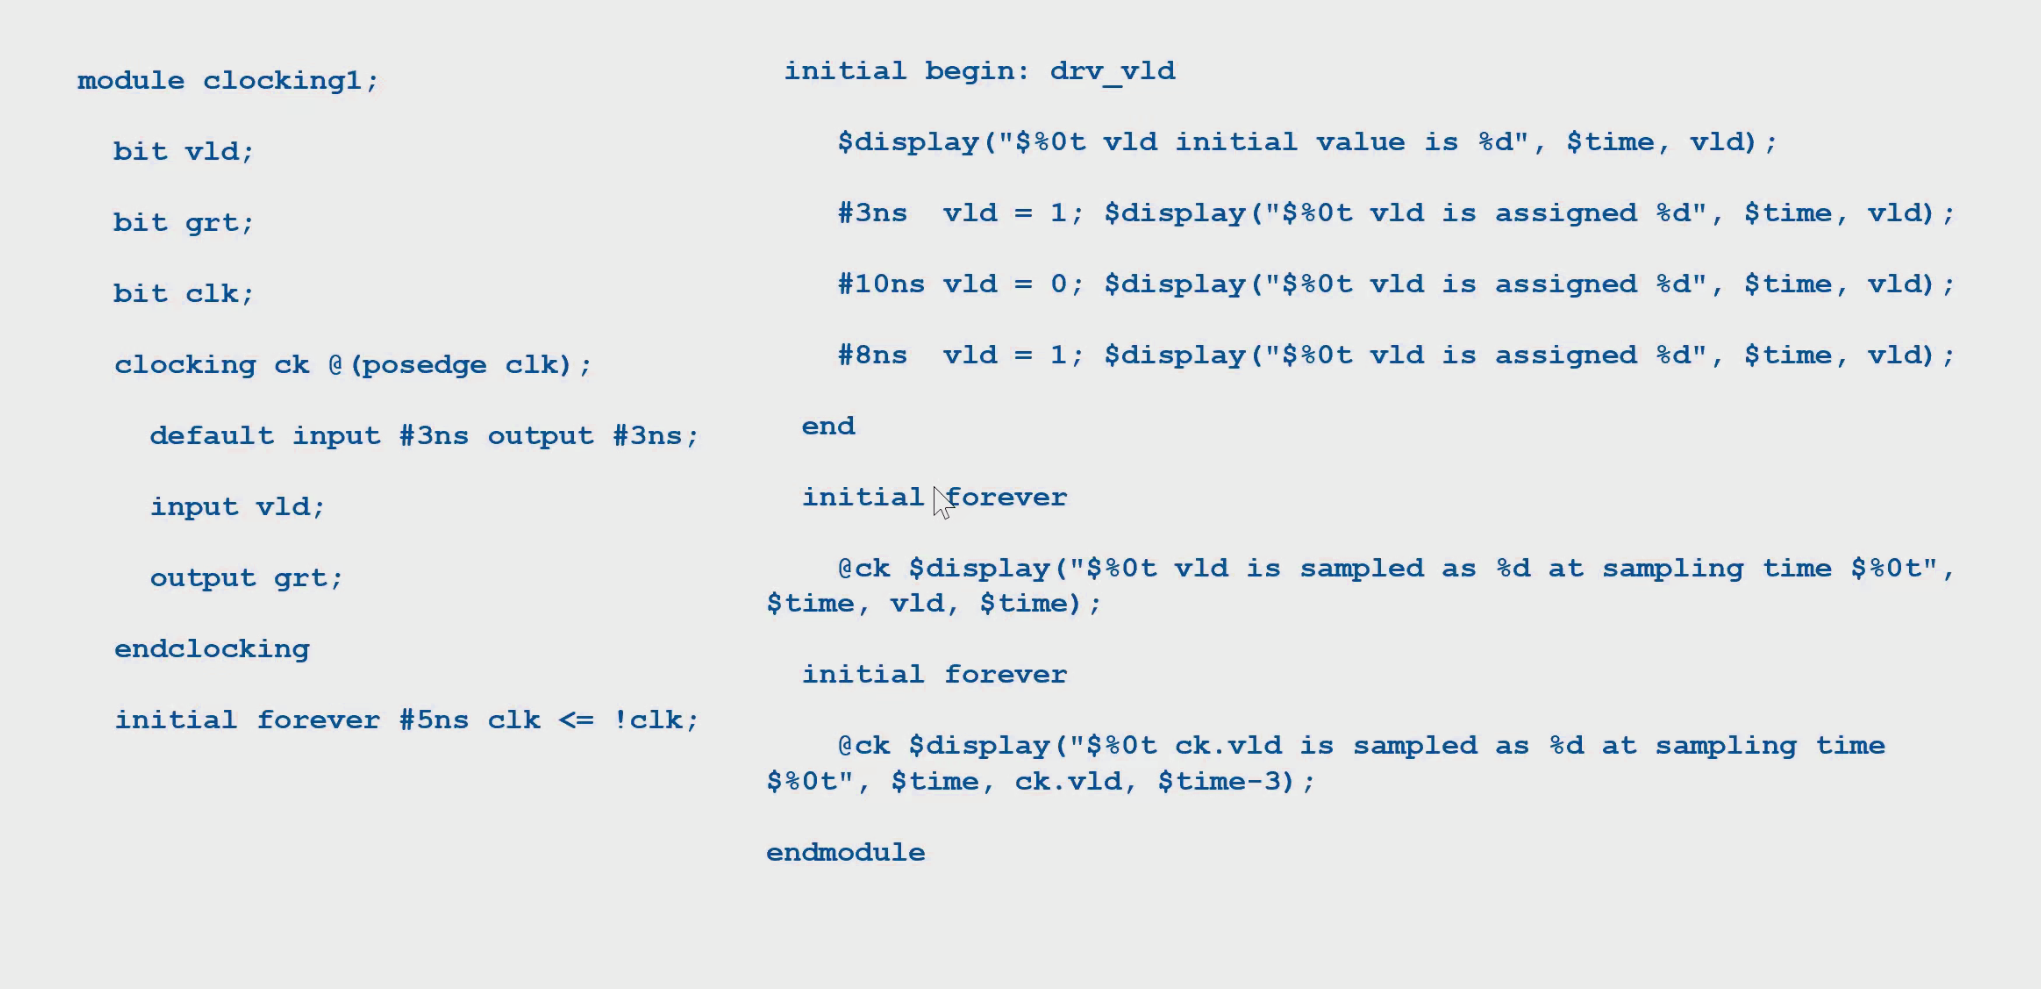 module clocking1;
bit vld;
bit grt;
bit clk;
clocking ck @(posedge clk);
default input #3ns output #3ns;
input vld;
output grt;
endclocking
initial forever #5ns clk <= !clk;
initial begin: drv_vld
$display("$%0t vld initial value is %d", $time, vld);
#3ns  vld = 1; $display("$%0t vld is assigned %d", $time, vld);
#10ns vld = 0; $display("$%0t vld is assigned %d", $time, vld);
#8ns  vld = 1; $display("$%0t vld is assigned %d", $time, vld);
end
initial forever
@ck $display("$%0t vld is sampled as %d at sampling time $%0t",
$time, vld, $time);
initial forever
@ck $display("$%0t ck.vld is sampled as %d at sampling time
$%0t", $time, ck.vld, $time-3);
endmodule